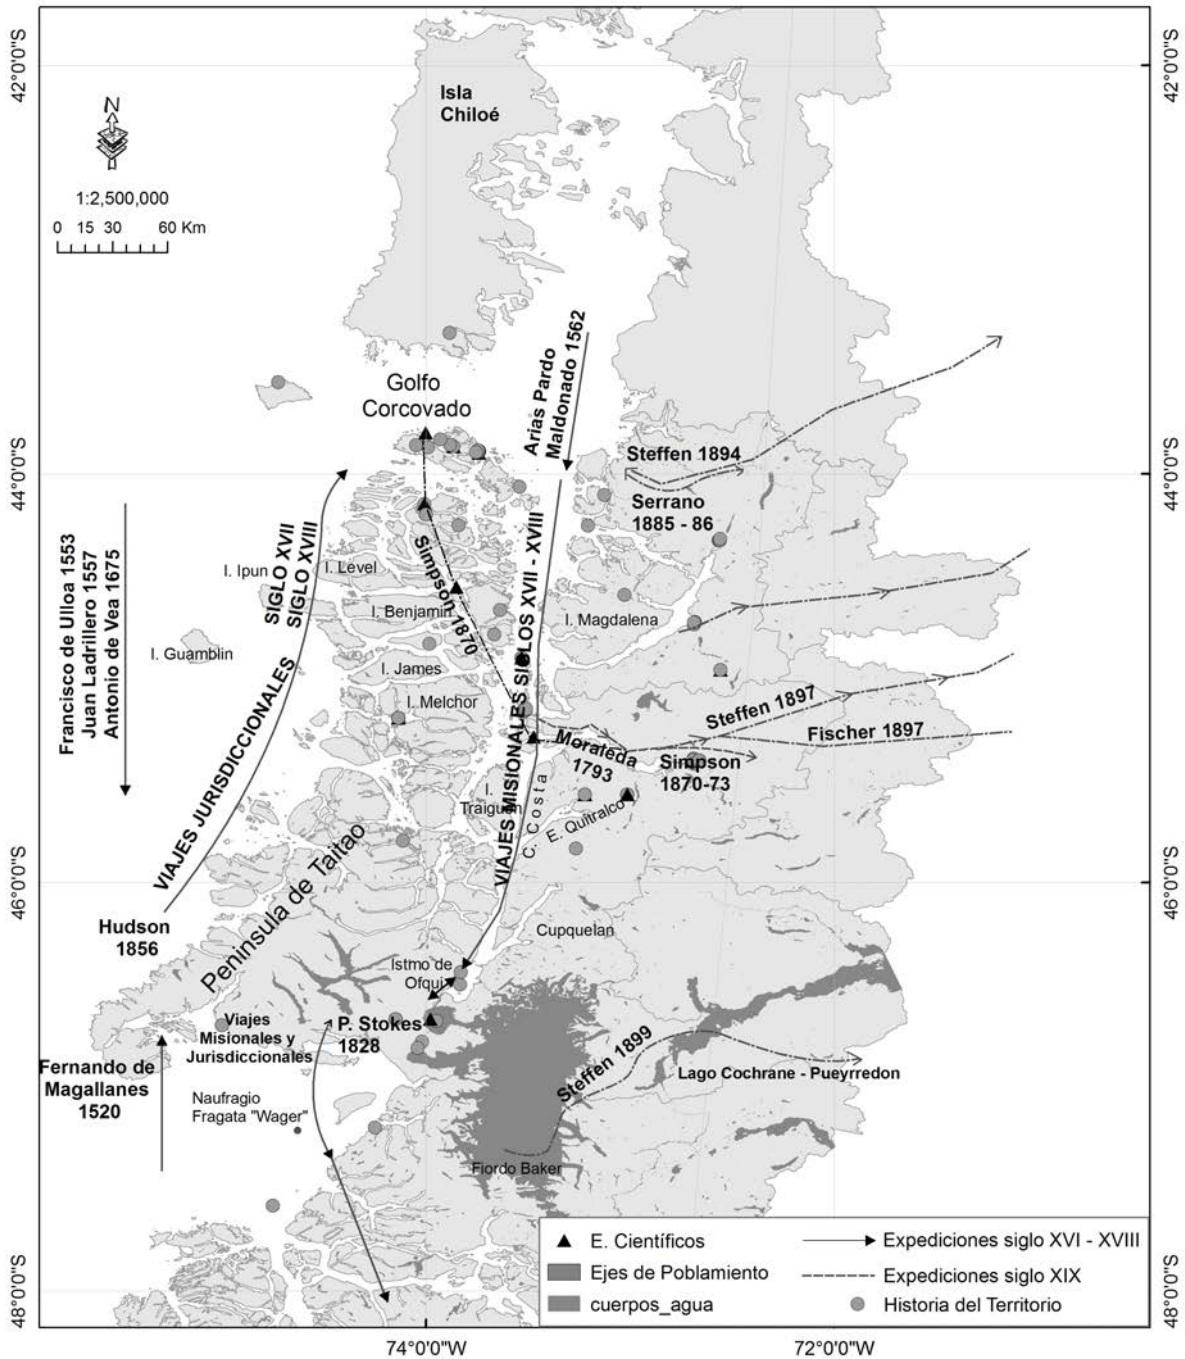 42°0'0"S
42°0'0"S
Isla
Chiloé
N
1:2,500,000
0 15 30 60 Km
Golfo
Corcovado
Arias Pardo
Maldonado 1562
44°0'0"S
44°0'0"S
Steffen 1894
Serrano
1885 - 86
Francisco de Ulloa 1553
Juan Ladrillero 1557
Antonio de Vea 1675
SIGLO XVII
SIGLO XVIII
VIAJES JURISDICCIONALES
I. Ipun
I. Level
Simpson 1870
I. Benjamin
I. Magdalena
I. Guamblin
I. James
I. Melchor
VIAJES MISIONALES SIGLOS XVII - XVIII
Steffen 1897
Fischer 1897
Moraleda
1793
Simpson
1870-73
I.
Traiguén
C. Costa
E. Quitralco
46°0'0"S
46°0'0"S
Peninsula de Taitao
Hudson
1856
Cupquelan
Istmo de
Ofqui
Viajes
Misionales y
Jurisdiccionales
P. Stokes
1828
Steffen 1899
Fernando de
Magallanes
1520
Lago Cochrane - Pueyrredon
Naufragio
Fragata "Wager"
Fiordo Baker
E. Científicos
Expediciones siglo XVI - XVIII
Ejes de Poblamiento
Expediciones siglo XIX
cuerpos_agua
Historia del Territorio
48°0'0"S
48°0'0"S
74°0'0"W
72°0'0"W